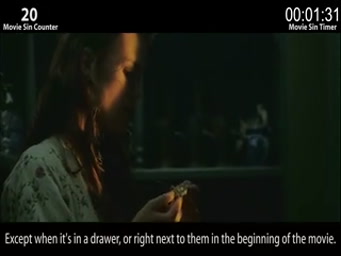 20
Movie Sin Counter
00:01:31
Movie Sin Timer
Except when it's in a drawer, or right next to them in the beginning of the movie.